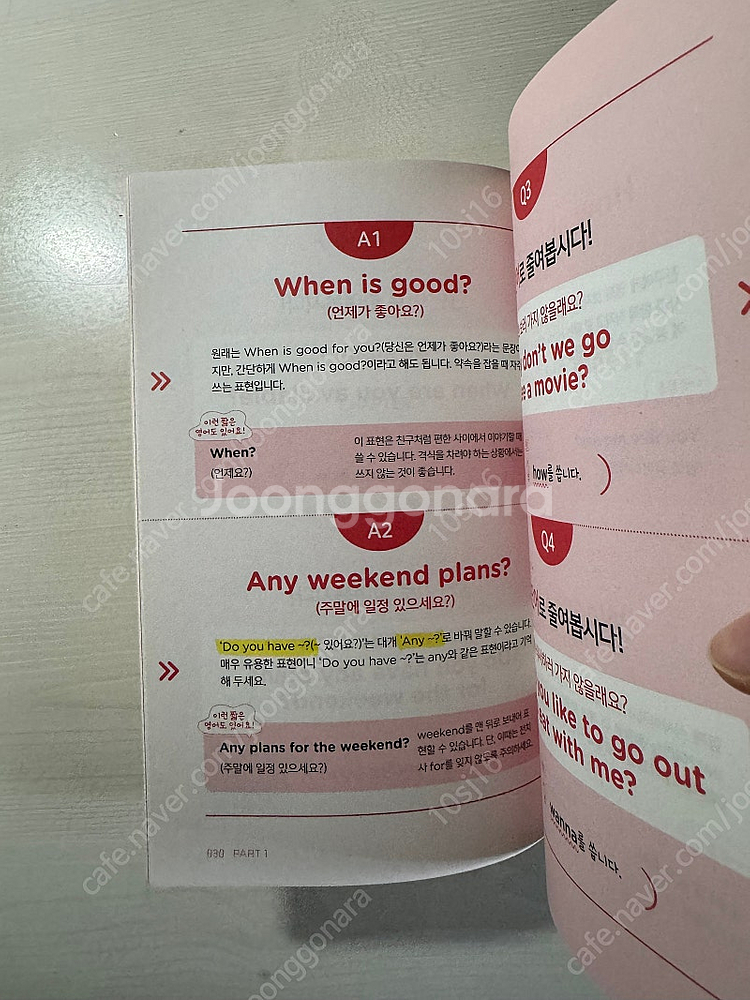 A1
When is good?
(언제가 좋아요?)
원래는 When is good for you?(당신은 언제가 좋아요?)라는 문장
지만, 간단하게 When is good?이라고 해도 됩니다. 약속을 잡을 때 자
쓰는 표현입니다.
이런 짧은
영어도 있어요!
When?
(언제요?)
이 표현은 친구처럼 편한 사이에서 이야기할 때
쓸 수 있습니다. 격식을 차려야 하는 상황에서는
쓰지 않는 것이 좋습니다.
A2
Any weekend plans?
(주말에 일정 있으세요?)
'Do you have ~?(~ 있어요?)'는 대개 'Any ~?'로 바꿔 말할 수 있습니다.
매우 유용한 표현이니 'Do you have ~?'는 any와 같은 표현이라고 기억
해 두세요.
이런 짧은
영어도 있어요!
Any plans for the weekend?
(주말에 일정 있으세요?)
weekend를 맨 뒤로 보내어 표
현할 수 있습니다. 단, 이때는 전치
사 for를 잊지 않도록 주의하세요.
030 PART 1
Q3
로 줄여봅시다!
가지 않을래요?
don't we go
a movie?
how를 씁니다.
Q4
로 줄여봅시다!
가지 않을래요?
you like to go out
eat with me?
wanna를 씁니다.
Joonggonara
cafe.naver.com/joonggonara
10sj16